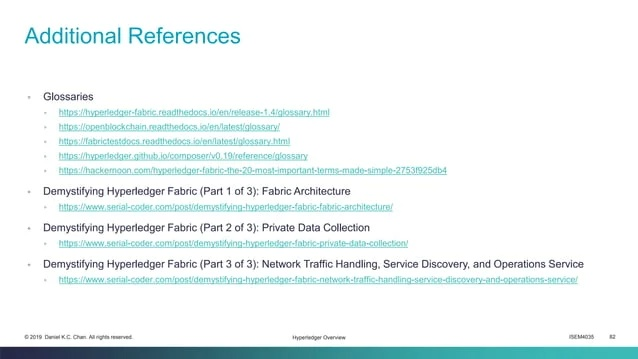 Additional References
Glossaries
https://hyperledger-fabric.readthedocs.io/en/release-1.4/glossary.html
https://openblockchain.readthedocs.io/en/latest/glossary/
https://fabrictestdocs.readthedocs.io/en/latest/glossary.html
https://hyperledger.github.io/composer/v0.19/reference/glossary
https://hackernoon.com/hyperledger-fabric-the-20-most-important-terms-made-simple-2753f925db4
Demystifying Hyperledger Fabric (Part 1 of 3): Fabric Architecture
https://www.serial-coder.com/post/demystifying-hyperledger-fabric-fabric-architecture/
Demystifying Hyperledger Fabric (Part 2 of 3): Private Data Collection
https://www.serial-coder.com/post/demystifying-hyperledger-fabric-private-data-collection/
Demystifying Hyperledger Fabric (Part 3 of 3): Network Traffic Handling, Service Discovery, and Operations Service
https://www.serial-coder.com/post/demystifying-hyperledger-fabric-network-traffic-handling-service-discovery-and-operations-service/
© 2019 Daniel K.C. Chan. All rights reserved. Hyperledger Overview ISEM4035 82